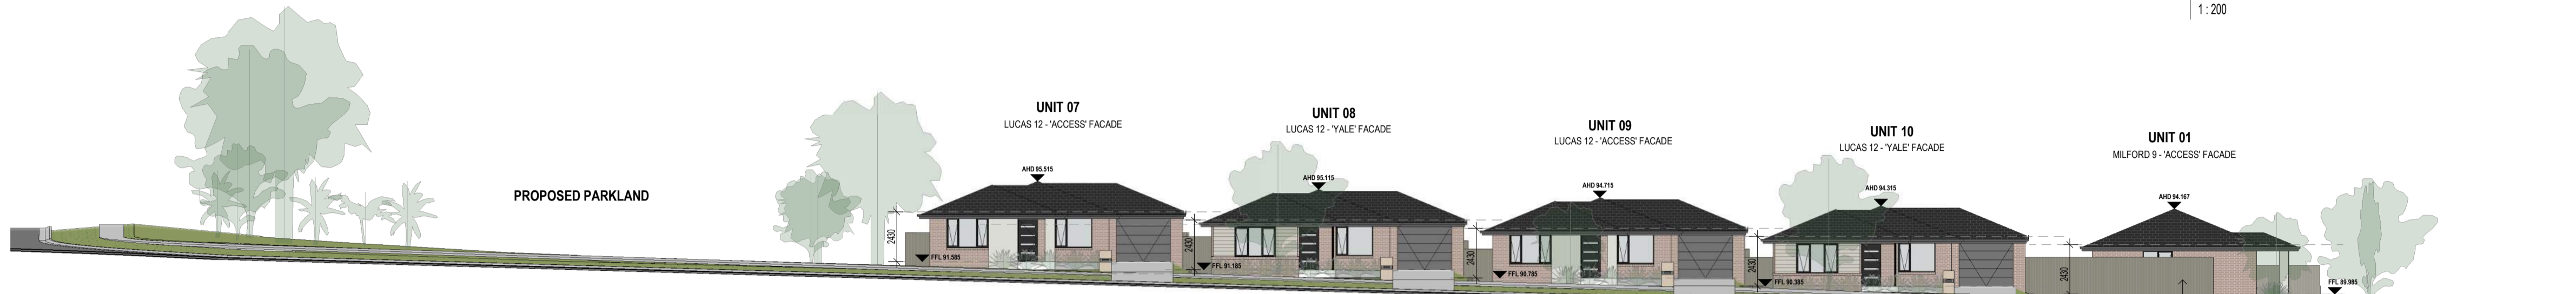 1 : 200
UNIT 07
LUCAS 12 - 'ACCESS' FACADE
UNIT 08
LUCAS 12 - 'YALE' FACADE
UNIT 09
LUCAS 12 - 'ACCESS' FACADE
UNIT 10
LUCAS 12 - 'YALE' FACADE
UNIT 01
MILFORD 9 - 'ACCESS' FACADE
PROPOSED PARKLAND
AHD 95.515
AHD 95.115
AHD 94.715
AHD 94.315
AHD 94.167
2430
2430
2430
2430
2430
FFL 91.585
FFL 91.185
FFL 90.785
FFL 90.385
FFL 89.985